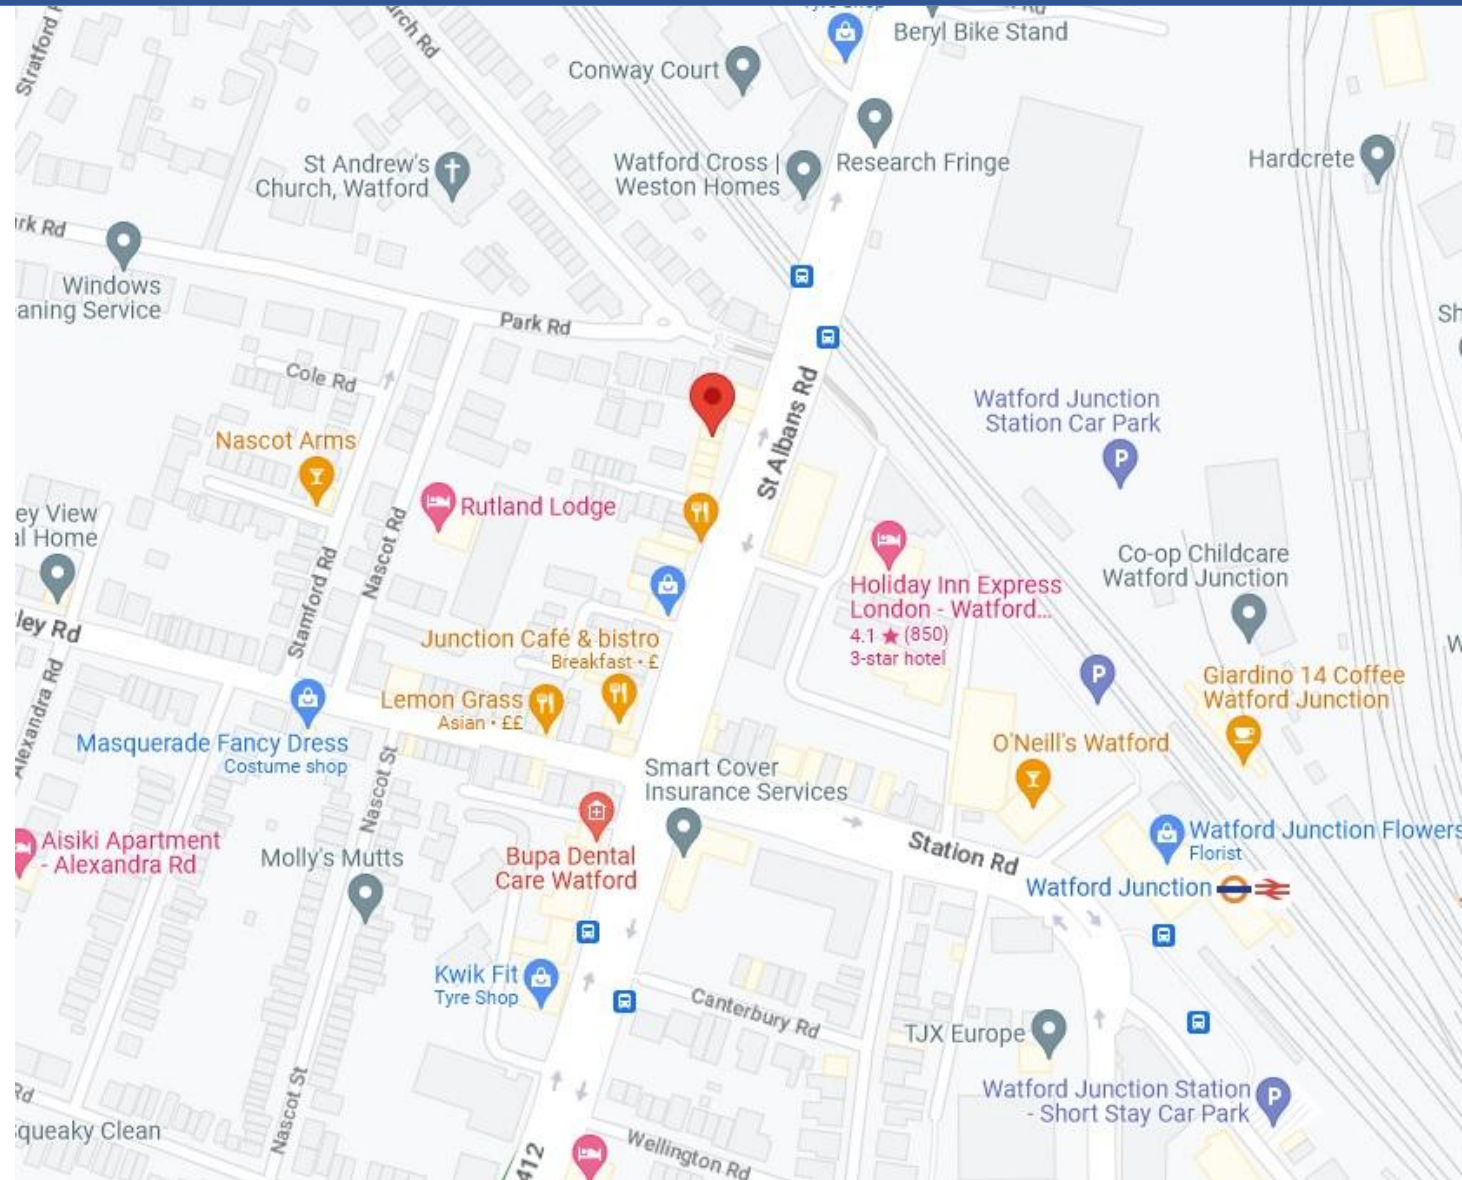 Beryl Bike Stand
Stratford
urch Rd
Conway Court
Research Fringe
Hardcrete
St Andrew's
Church, Watford
Watford Cross |
Weston Homes
rk Rd
Windows
aning Service
Sh
Park Rd
Cole Rd
St Albans Rd
Watford Junction
Station Car Park
P
Nascot Arms
Rutland Lodge
ey View
al Home
Nascot Rd
Stamford Rd
Co-op Childcare
Watford Junction
Holiday Inn Express
London - Watford...
4.1 ★ (850)
3-star hotel
ley Rd
Junction Café & bistro
Breakfast • £
W
Alexandra Rd
Lemon Grass
Asian • ££
P
Giardino 14 Coffee
Watford Junction
Masquerade Fancy Dress
Costume shop
Nascot St
O'Neill's Watford
Smart Cover
Insurance Services
Aisiki Apartment
- Alexandra Rd
Molly's Mutts
Bupa Dental
Care Watford
Station Rd
Watford Junction Flowers
Florist
Watford Junction
Kwik Fit
Tyre Shop
Canterbury Rd
TJX Europe
Watford Junction Station
- Short Stay Car Park
P
Rd
queaky Clean
Nascot St
412
Wellington Rd